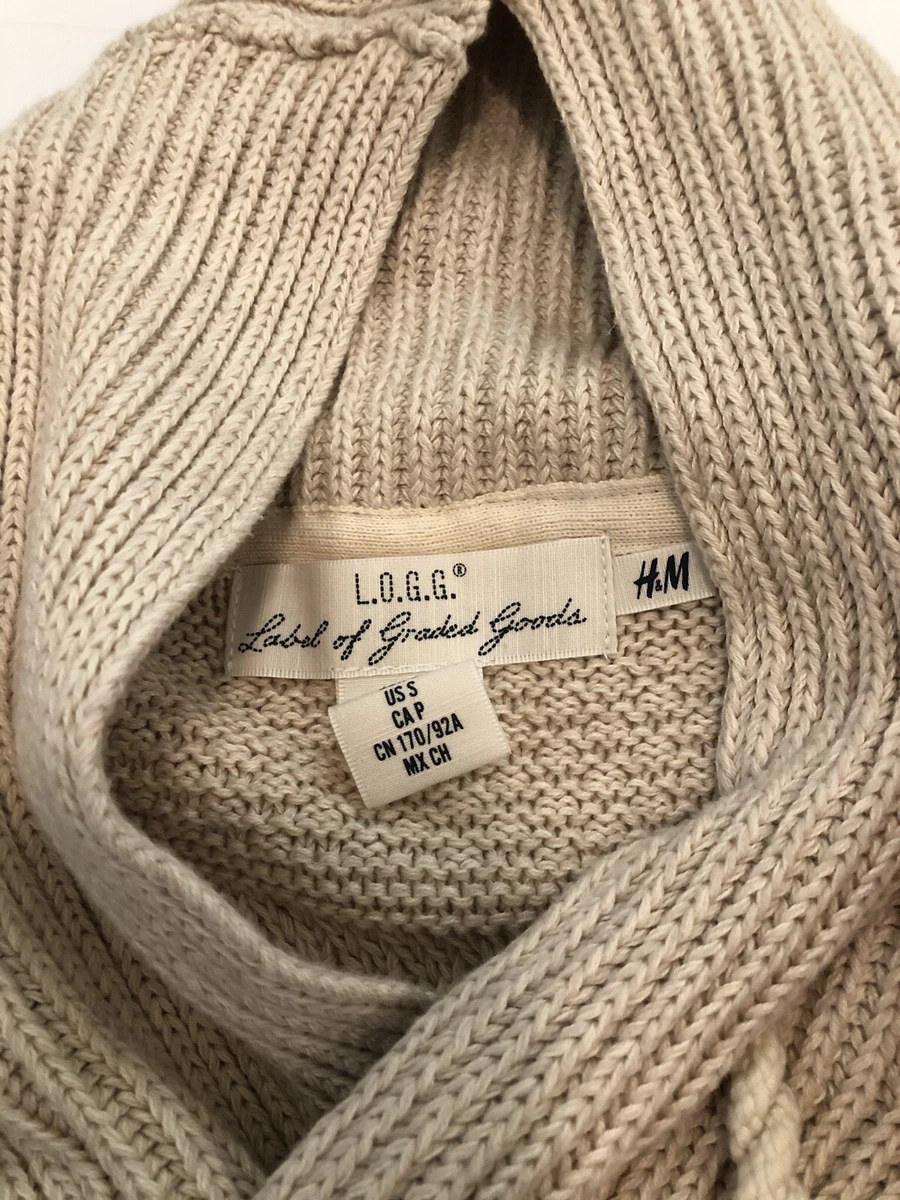 L.O.G.G.®
Label of Graded Goods
H&M
US S
CA P
CN 170/92A
MX CH